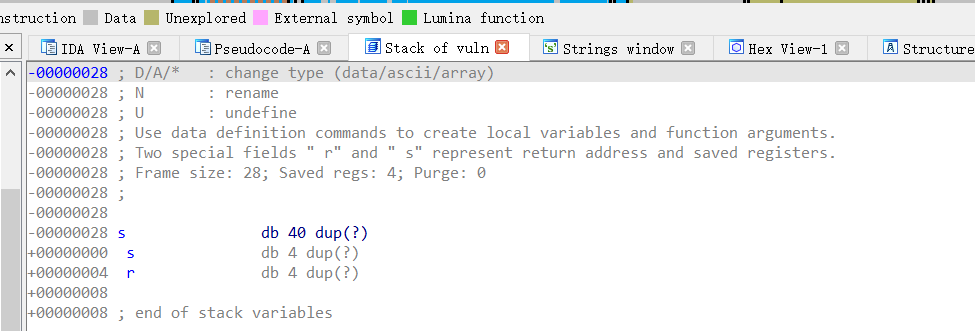 nstruction Data Unexplored External symbol Lumina function
IDA View-A Pseudocode-A Stack of vuln Strings window Hex View-1 Structure
-00000028 ; D/A/*   : change type (data/ascii/array)
-00000028 ; N       : rename
-00000028 ; U       : undefine
-00000028 ; Use data definition commands to create local variables and function arguments.
-00000028 ; Two special fields " r" and " s" represent return address and saved registers.
-00000028 ; Frame size: 28; Saved regs: 4; Purge: 0
-00000028 ;
-00000028
-00000028 s               db 40 dup(?)
+00000000  s              db 4 dup(?)
+00000004  r              db 4 dup(?)
+00000008
+00000008 ; end of stack variables